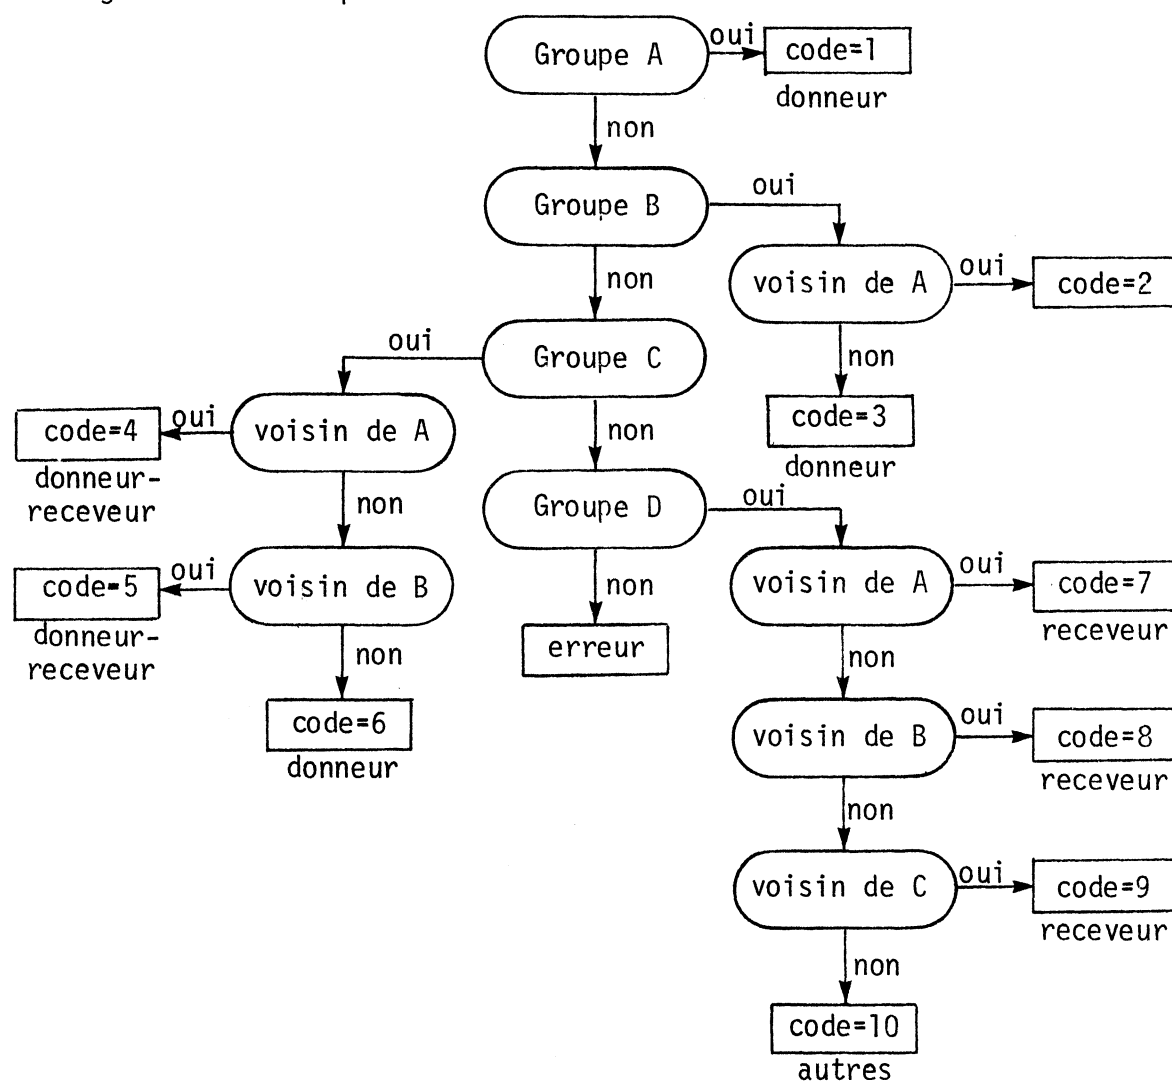 Groupe A
oui
code=1
donneur
non
Groupe B
oui
voisin de A
oui
code=2
non
code=3
donneur
non
Groupe C
oui
voisin de A
oui
code=4
donneur-
receveur
non
voisin de B
oui
code=5
donneur-
receveur
non
code=6
donneur
non
Groupe D
oui
voisin de A
oui
code=7
receveur
non
voisin de B
oui
code=8
receveur
non
voisin de C
oui
code=9
receveur
non
code=10
autres
non
erreur